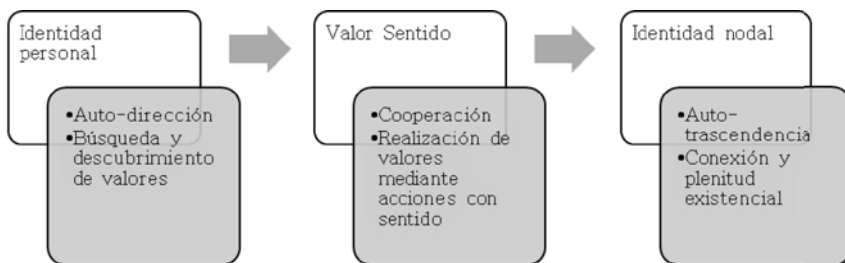 Identidad
personal
•Auto-dirección
•Búsqueda y
descubrimiento
de valores
Valor Sentido
•Cooperación
•Realización de
valores
mediante
acciones con
sentido
Identidad nodal
•Auto-
trascendencia
•Conexión y
plenitud
existencial